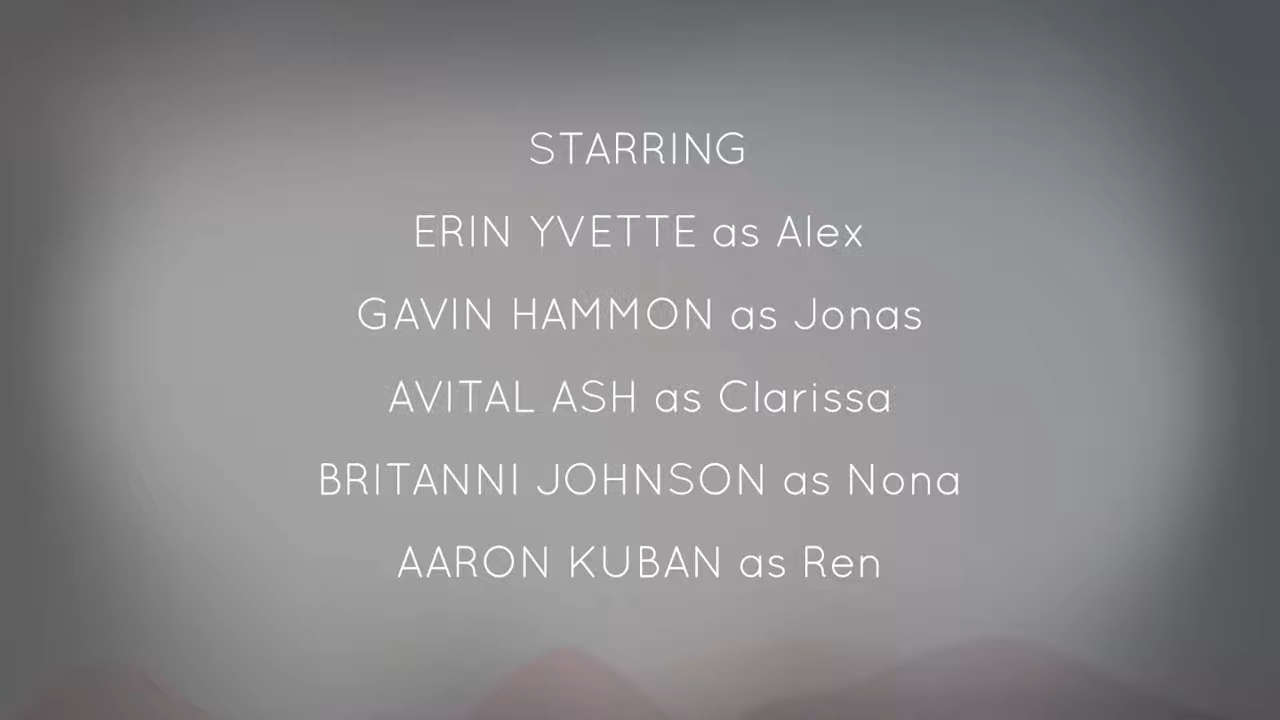 STARRING
ERIN YVETTE as Alex
GAVIN HAMMON as Jonas
AVITAL ASH as Clarissa
BRITANNI JOHNSON as Nona
AARON KUBAN as Ren